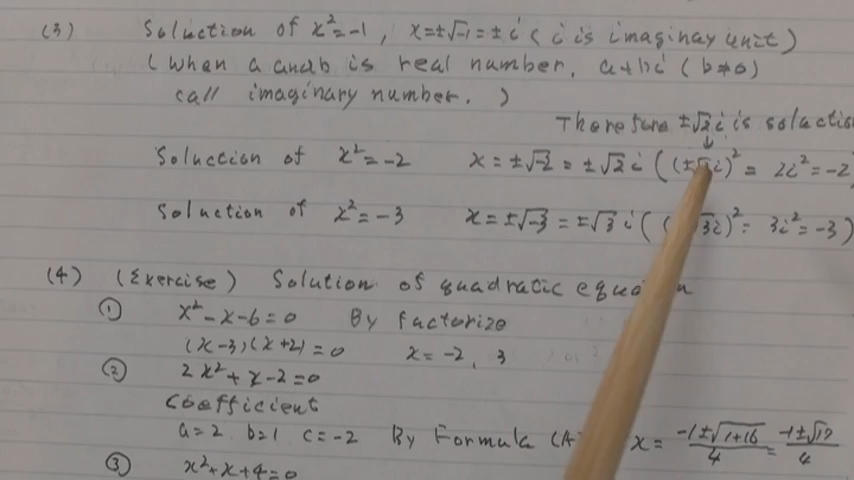 (3) Soluction of x²=-1, x=±√-1=±i (i is imaginay unit)
(when a and b is real number, a+bi (b≠0)
call imaginary number. )
Therefore ±√2i is solactio
Soluction of x²=-2 x=±√-2=±√2i ((±√2i)²= 2i²=-2)
Soluction of x²=-3 x=±√-3=±√3i ( √3i)²= 3i²=-3)
(4) (Exercise) Solution of quadratic equa n
① x²-x-6=0 By factorize
(x-3)(x+2)=0 x=-2, 3
② 2x²+x-2=0
Coefficient
a=2 b=1 c=-2 By Formula (A) x= -1±√1+16/4 = -1±√17/4
③ x²+x+4=0